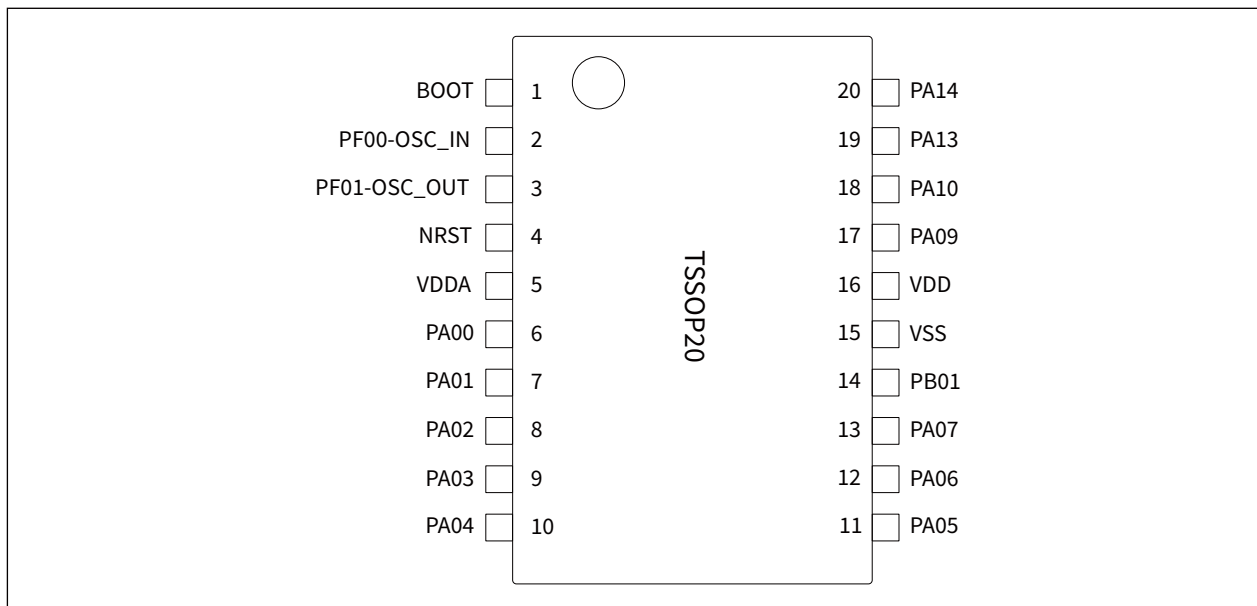 BOOT 1 20 PA14
PF00-OSC_IN 2 19 PA13
PF01-OSC_OUT 3 18 PA10
NRST 4 17 PA09
VDDA 5 16 VDD
TSSOP20
PA00 6 15 VSS
PA01 7 14 PB01
PA02 8 13 PA07
PA03 9 12 PA06
PA04 10 11 PA05